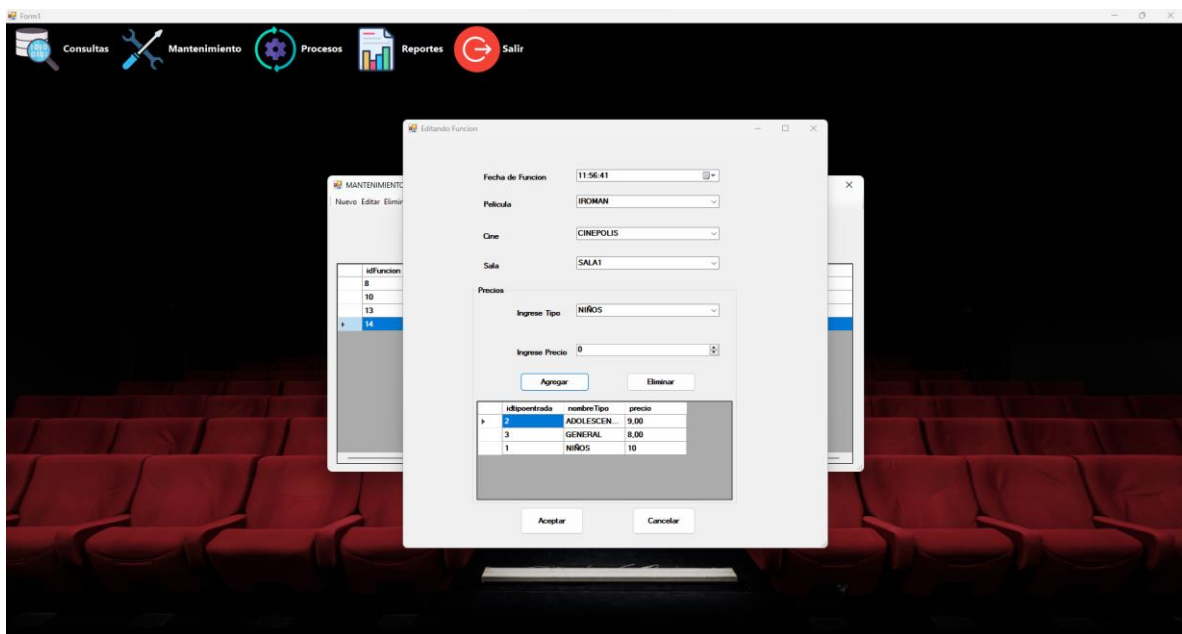 Form1
Consultas Mantenimiento Procesos Reportes Salir
Editando Funcion
MANTENIMIENTO
Nuevo Editar Elimin
idFuncion
8
10
13
14
Fecha de Funcion 11:56:41
Pelicula IROMAN
Cine CINEPOLIS
Sala SALA1
Precios
Ingrese Tipo NIÑOS
Ingrese Precio 0
Agregar Eliminar
idtipoentrada nombreTipo precio
2 ADOLESCEN... 9,00
3 GENERAL 8,00
1 NIÑOS 10
Aceptar Cancelar